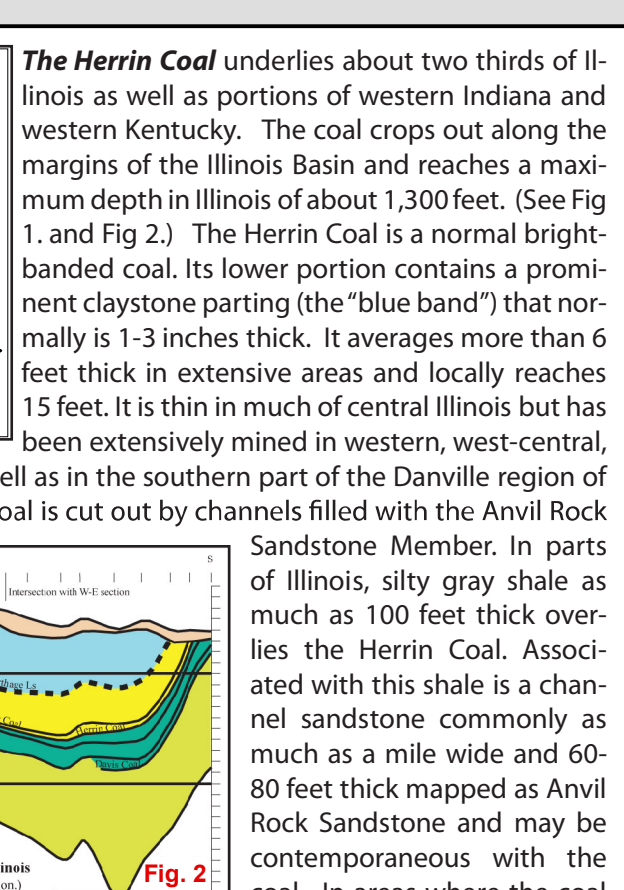 The Herrin Coal underlies about two thirds of Il-
linois as well as portions of western Indiana and
western Kentucky. The coal crops out along the
margins of the Illinois Basin and reaches a maxi-
mum depth in Illinois of about 1,300 feet. (See Fig
1. and Fig 2.) The Herrin Coal is a normal bright-
banded coal. Its lower portion contains a promi-
nent claystone parting (the "blue band") that nor-
mally is 1-3 inches thick. It averages more than 6
feet thick in extensive areas and locally reaches
15 feet. It is thin in much of central Illinois but has
been extensively mined in western, west-central,
ell as in the southern part of the Danville region of
oal is cut out by channels filled with the Anvil Rock
Sandstone Member. In parts
of Illinois, silty gray shale as
much as 100 feet thick over-
lies the Herrin Coal. Associ-
ated with this shale is a chan-
nel sandstone commonly as
much as a mile wide and 60-
80 feet thick mapped as Anvil
Rock Sandstone and may be
contemporaneous with the
coal. In areas where the coal
S
Intersection with W-E section
rthage Ls
Coal
Herrin Coal
Davis Coal
inois
on.)
Fig. 2